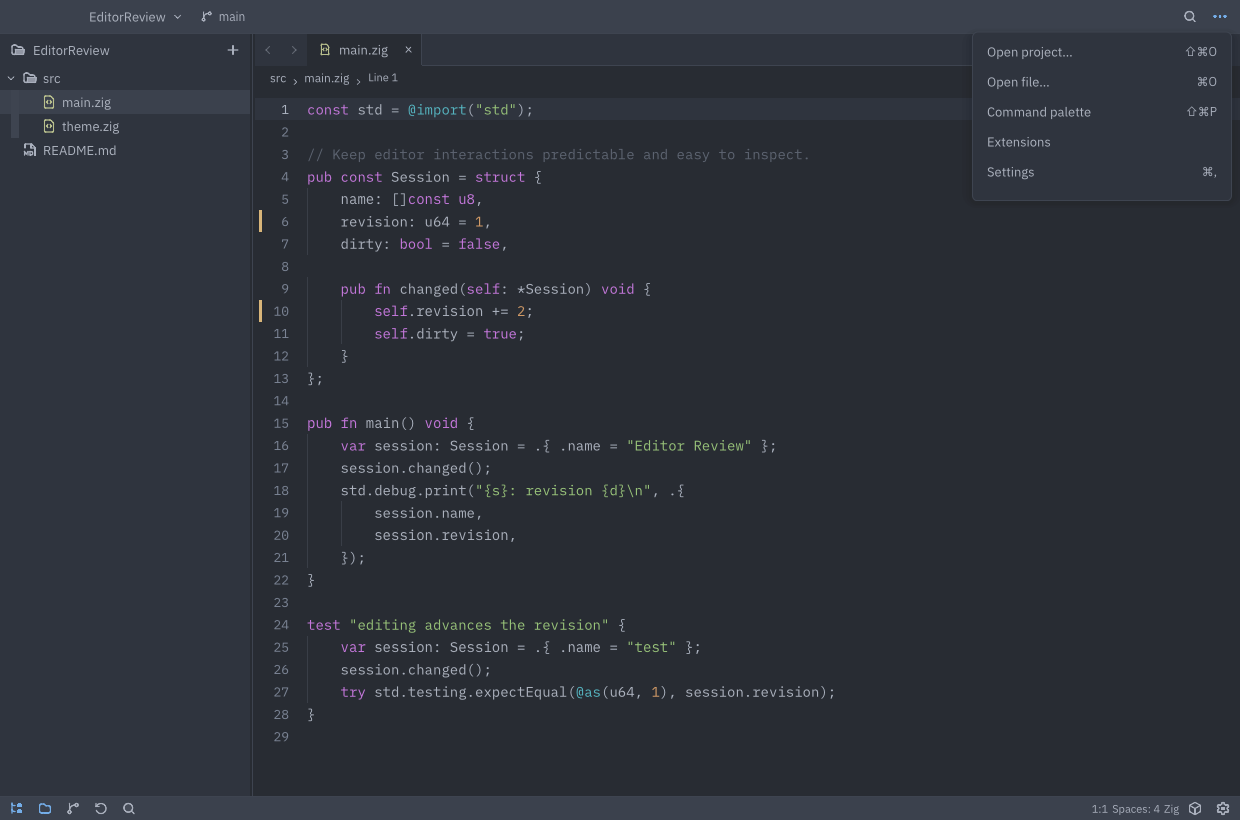 EditorReview main
EditorReview
src
main.zig
theme.zig
README.md
main.zig
src > main.zig > Line 1
1 const std = @import("std");
2
3 // Keep editor interactions predictable and easy to inspect.
4 pub const Session = struct {
5     name: []const u8,
6     revision: u64 = 1,
7     dirty: bool = false,
8
9     pub fn changed(self: *Session) void {
10         self.revision += 2;
11         self.dirty = true;
12     }
13 };
14
15 pub fn main() void {
16     var session: Session = .{ .name = "Editor Review" };
17     session.changed();
18     std.debug.print("{s}: revision {d}\n", .{
19         session.name,
20         session.revision,
21     });
22 }
23
24 test "editing advances the revision" {
25     var session: Session = .{ .name = "test" };
26     session.changed();
27     try std.testing.expectEqual(@as(u64, 1), session.revision);
28 }
29
Open project... ⇧⌘O
Open file... ⌘O
Command palette ⇧⌘P
Extensions
Settings ⌘,
1:1 Spaces: 4 Zig